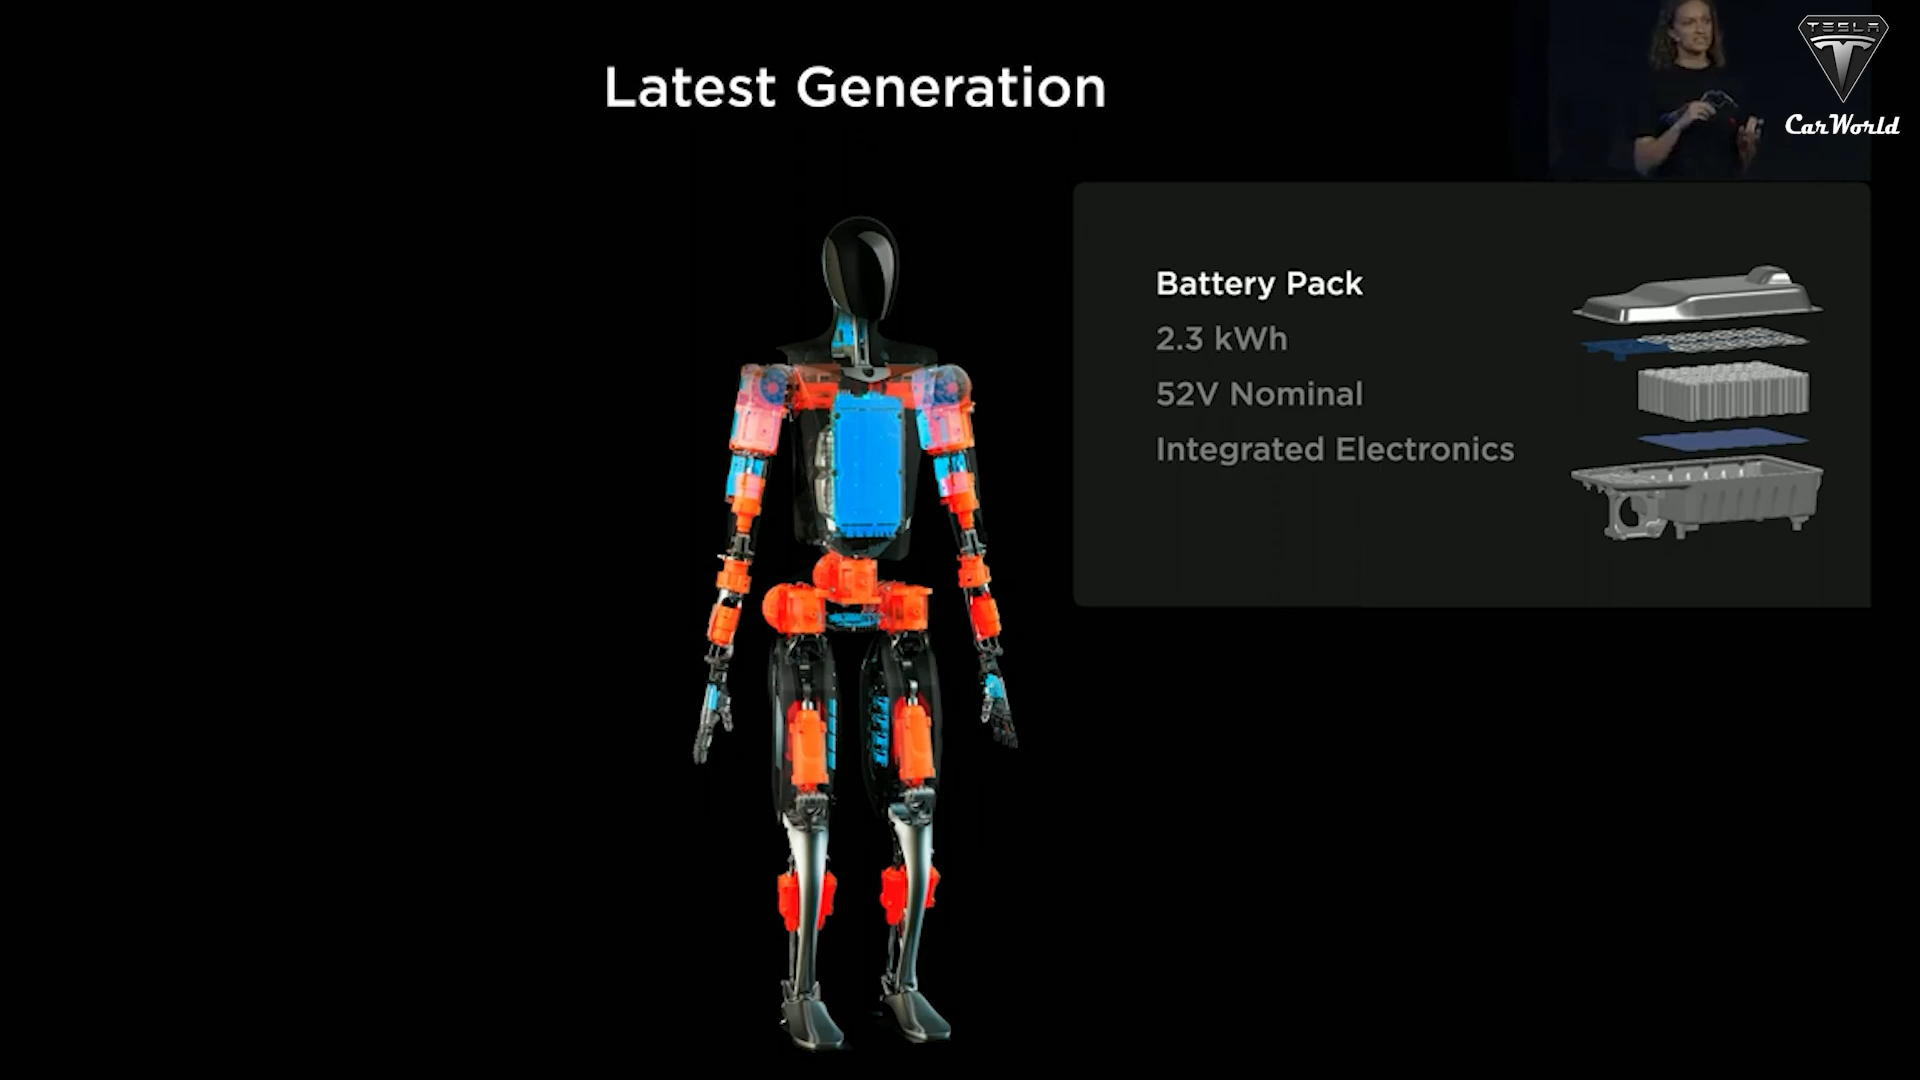 Latest Generation
TESLA
CarWorld
Battery Pack
2.3 kWh
52V Nominal
Integrated Electronics